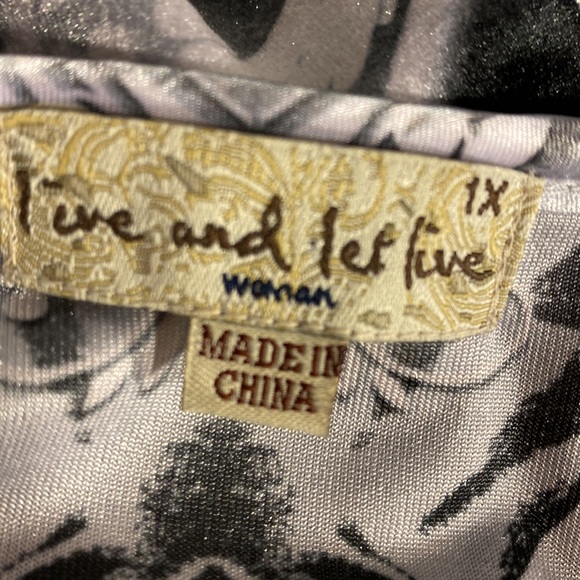 1X
live and let live
woman
MADE IN
CHINA